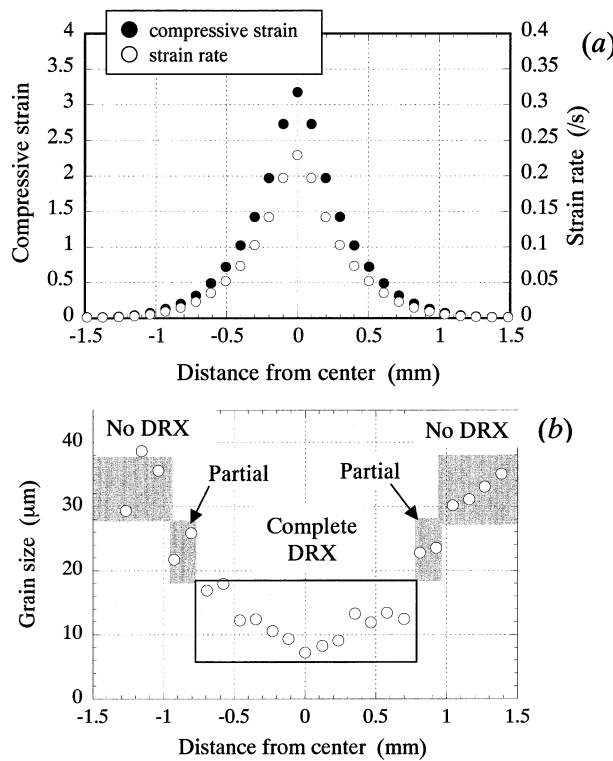 compressive strain
strain rate
(a)
4
3.5
3
2.5
2
1.5
1
0.5
0
Compressive strain
0.4
0.35
0.3
0.25
0.2
0.15
0.1
0.05
0
Strain rate (/s)
-1.5 -1 -0.5 0 0.5 1 1.5
Distance from center (mm)
(b)
No DRX
No DRX
Partial
Partial
Complete
DRX
40
30
20
10
0
Grain size (μm)
-1.5 -1 -0.5 0 0.5 1 1.5
Distance from center (mm)